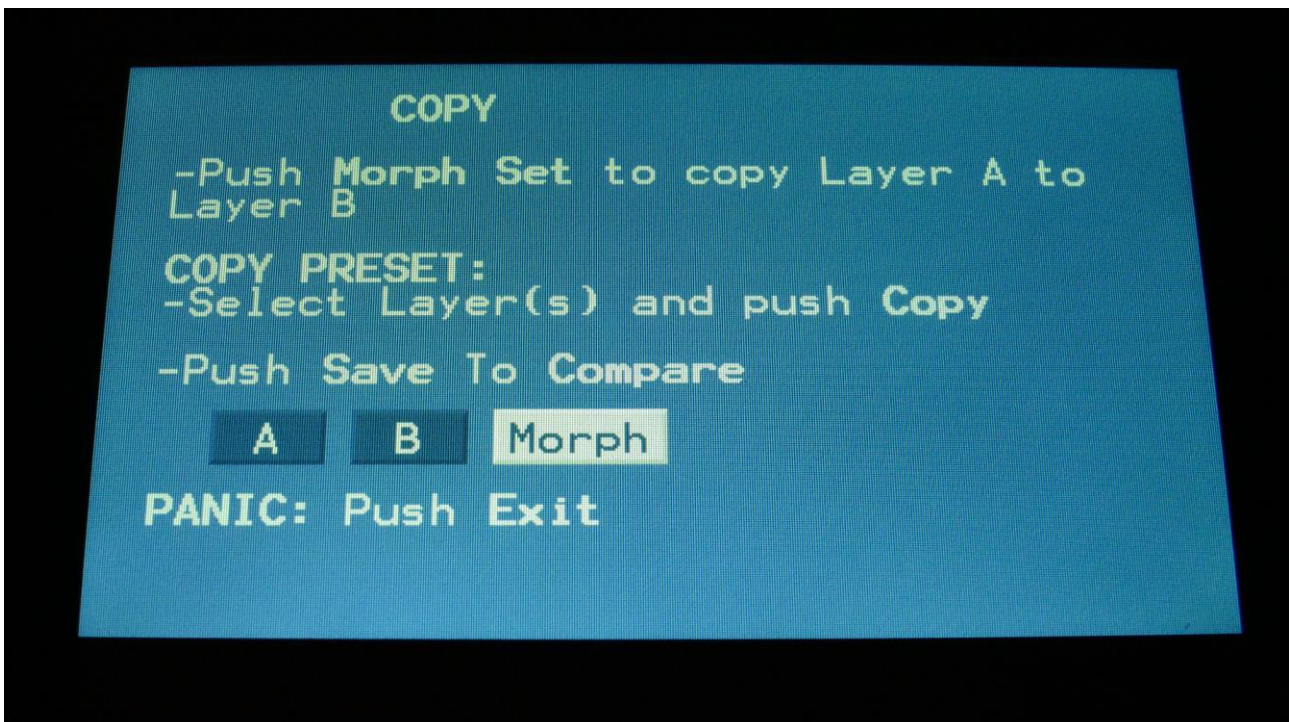 COPY
-Push Morph Set to copy Layer A to
Layer B
COPY PRESET:
-Select Layer(s) and push Copy
-Push Save To Compare
A B Morph
PANIC: Push Exit